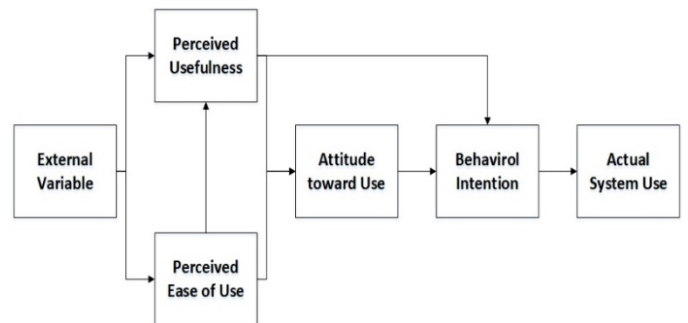 Perceived
Usefulness
External
Variable
Attitude
toward Use
Behavirol
Intention
Actual
System Use
Perceived
Ease of Use